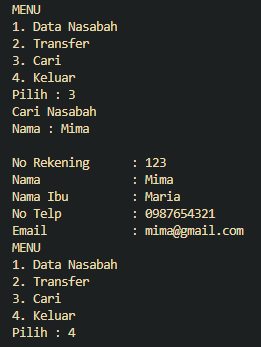 MENU
1. Data Nasabah
2. Transfer
3. Cari
4. Keluar
Pilih : 3
Cari Nasabah
Nama : Mima
No Rekening : 123
Nama : Mima
Nama Ibu : Maria
No Telp : 0987654321
Email : mima@gmail.com
MENU
1. Data Nasabah
2. Transfer
3. Cari
4. Keluar
Pilih : 4